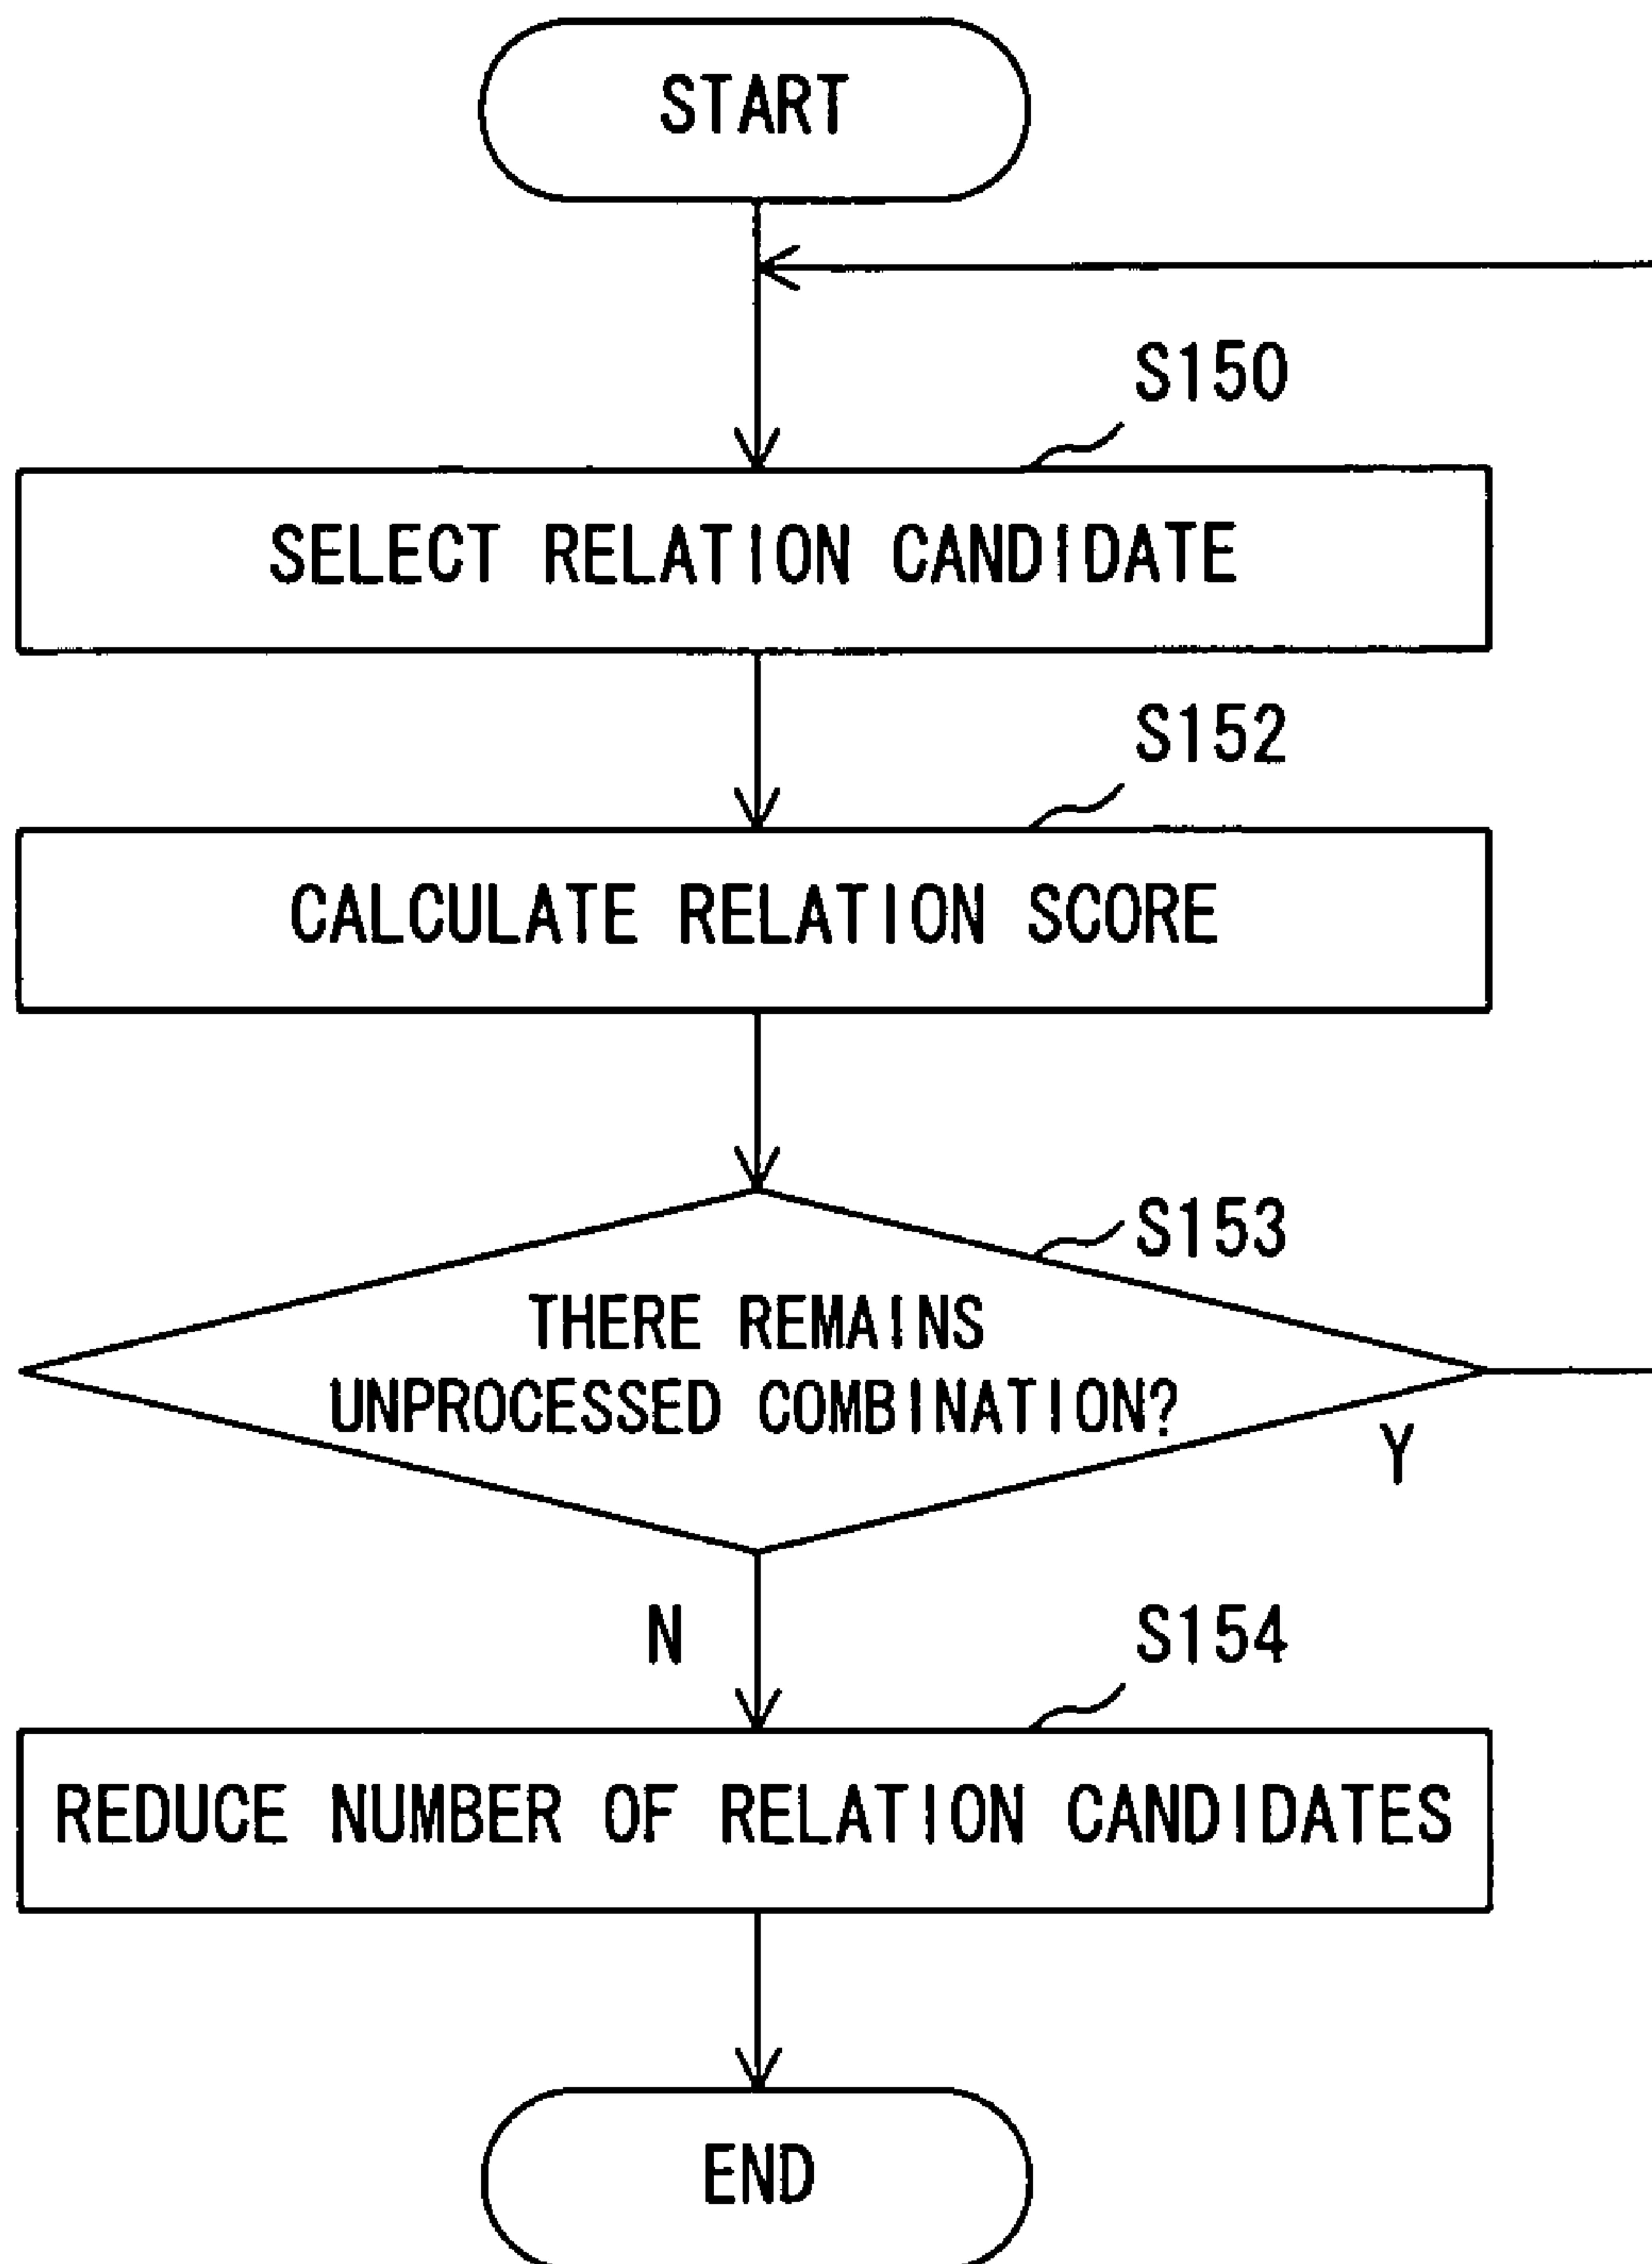 START
S150
SELECT RELATION CANDIDATE
S152
CALCULATE RELATION SCORE
S153
THERE REMAINS
UNPROCESSED COMBINATION?
Y
N
S154
REDUCE NUMBER OF RELATION CANDIDATES
END